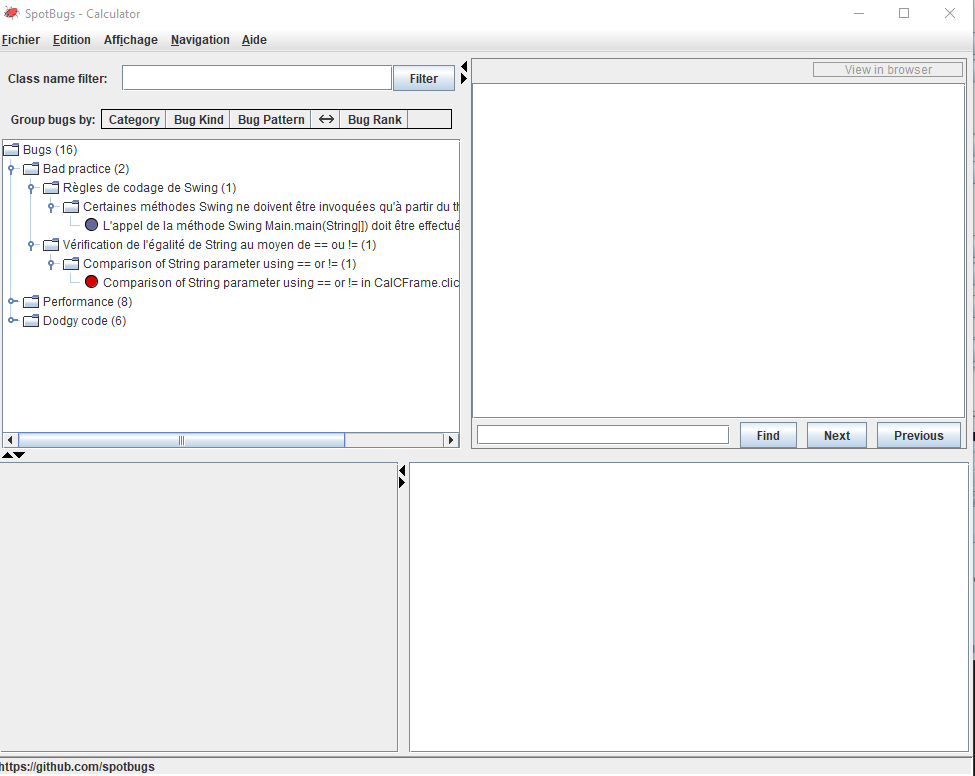 SpotBugs - Calculator
Fichier Edition Affichage Navigation Aide
Class name filter: Filter
View in browser
Group bugs by: Category Bug Kind Bug Pattern ↔ Bug Rank
Bugs (16)
Bad practice (2)
Règles de codage de Swing (1)
Certaines méthodes Swing ne doivent être invoquées qu'à partir du
L'appel de la méthode Swing Main.main(String[]) doit être effectué
Vérification de l'égalité de String au moyen de == ou != (1)
Comparison of String parameter using == or != (1)
Comparison of String parameter using == or != in CalCFrame.clic
Performance (8)
Dodgy code (6)
Find Next Previous
https://github.com/spotbugs